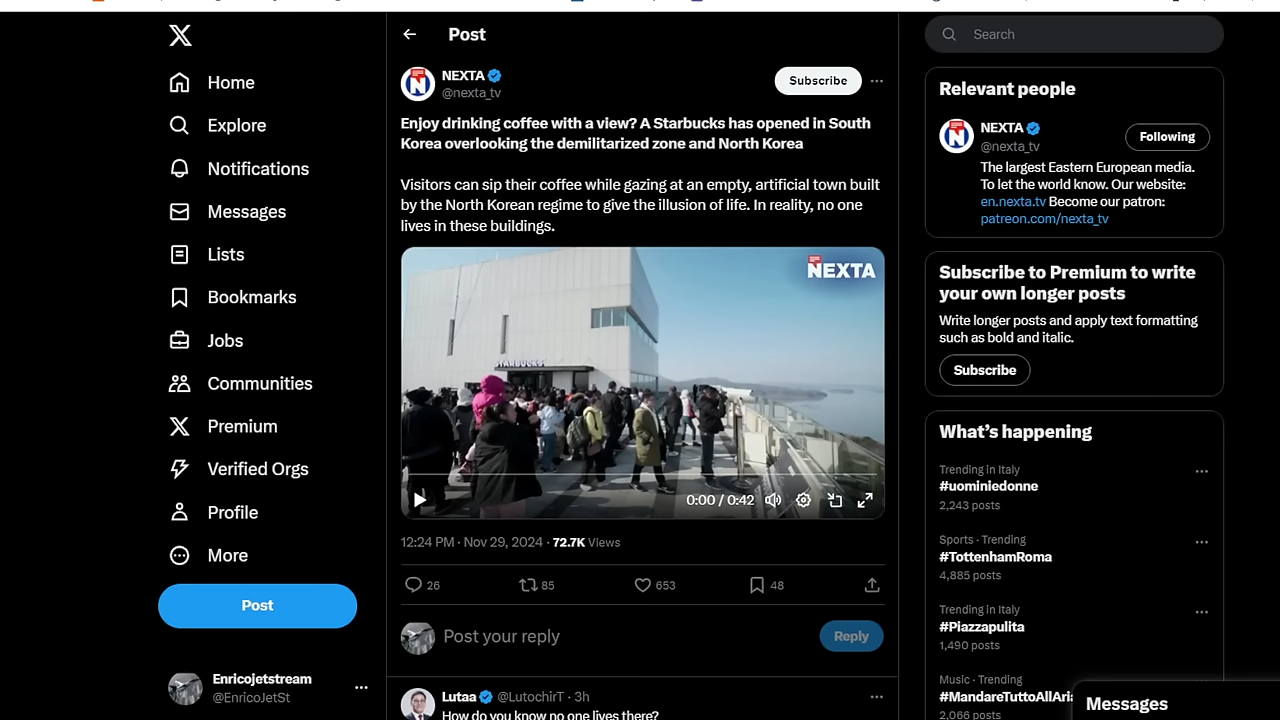 Post
Search
NEXTA
@nexta_tv
Subscribe
Enjoy drinking coffee with a view? A Starbucks has opened in South
Korea overlooking the demilitarized zone and North Korea
Visitors can sip their coffee while gazing at an empty, artificial town built
by the North Korean regime to give the illusion of life. In reality, no one
lives in these buildings.
NEXTA
STARBUCKS
0:00 / 0:42
12:24 PM · Nov 29, 2024 · 72.7K Views
26
85
653
48
Post your reply
Reply
Lutaa @LutochirT · 3h
How do you know no one lives there?
Home
Explore
Notifications
Messages
Lists
Bookmarks
Jobs
Communities
Premium
Verified Orgs
Profile
More
Post
Enricojetstream
@EnricoJetSt
Relevant people
NEXTA
@nexta_tv
Following
The largest Eastern European media.
To let the world know. Our website:
en.nexta.tv Become our patron:
patreon.com/nexta_tv
Subscribe to Premium to write
your own longer posts
Write longer posts and apply text formatting
such as bold and italic.
Subscribe
What's happening
Trending in Italy
#uominiedonne
2,243 posts
Sports · Trending
#TottenhamRoma
4,885 posts
Trending in Italy
#Piazzapulita
1,490 posts
Music · Trending
#MandareTuttoAllAria
2,066 posts
Messages